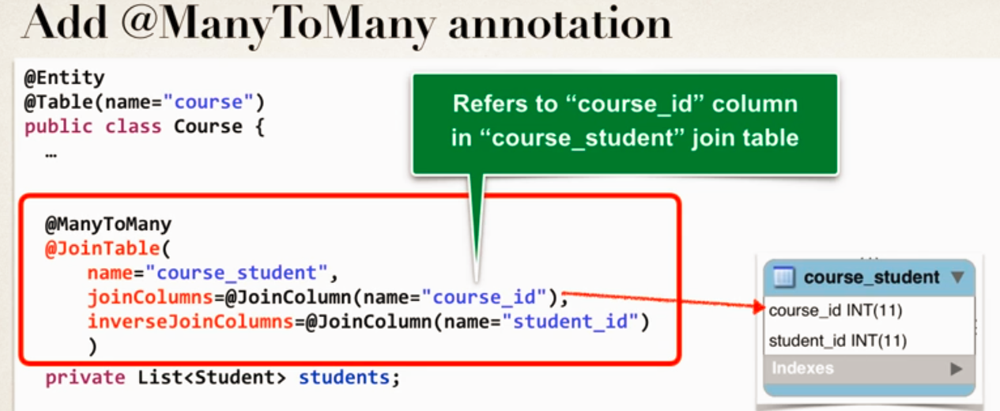 Add @ManyToMany annotation
@Entity
@Table(name="course")
public class Course {
…
Refers to “course_id” column
in “course_student” join table
@ManyToMany
@JoinTable(
name="course_student",
joinColumns=@JoinColumn(name="course_id"),
inverseJoinColumns=@JoinColumn(name="student_id")
)
private List<Student> students;
course_student
course_id INT(11)
student_id INT(11)
Indexes